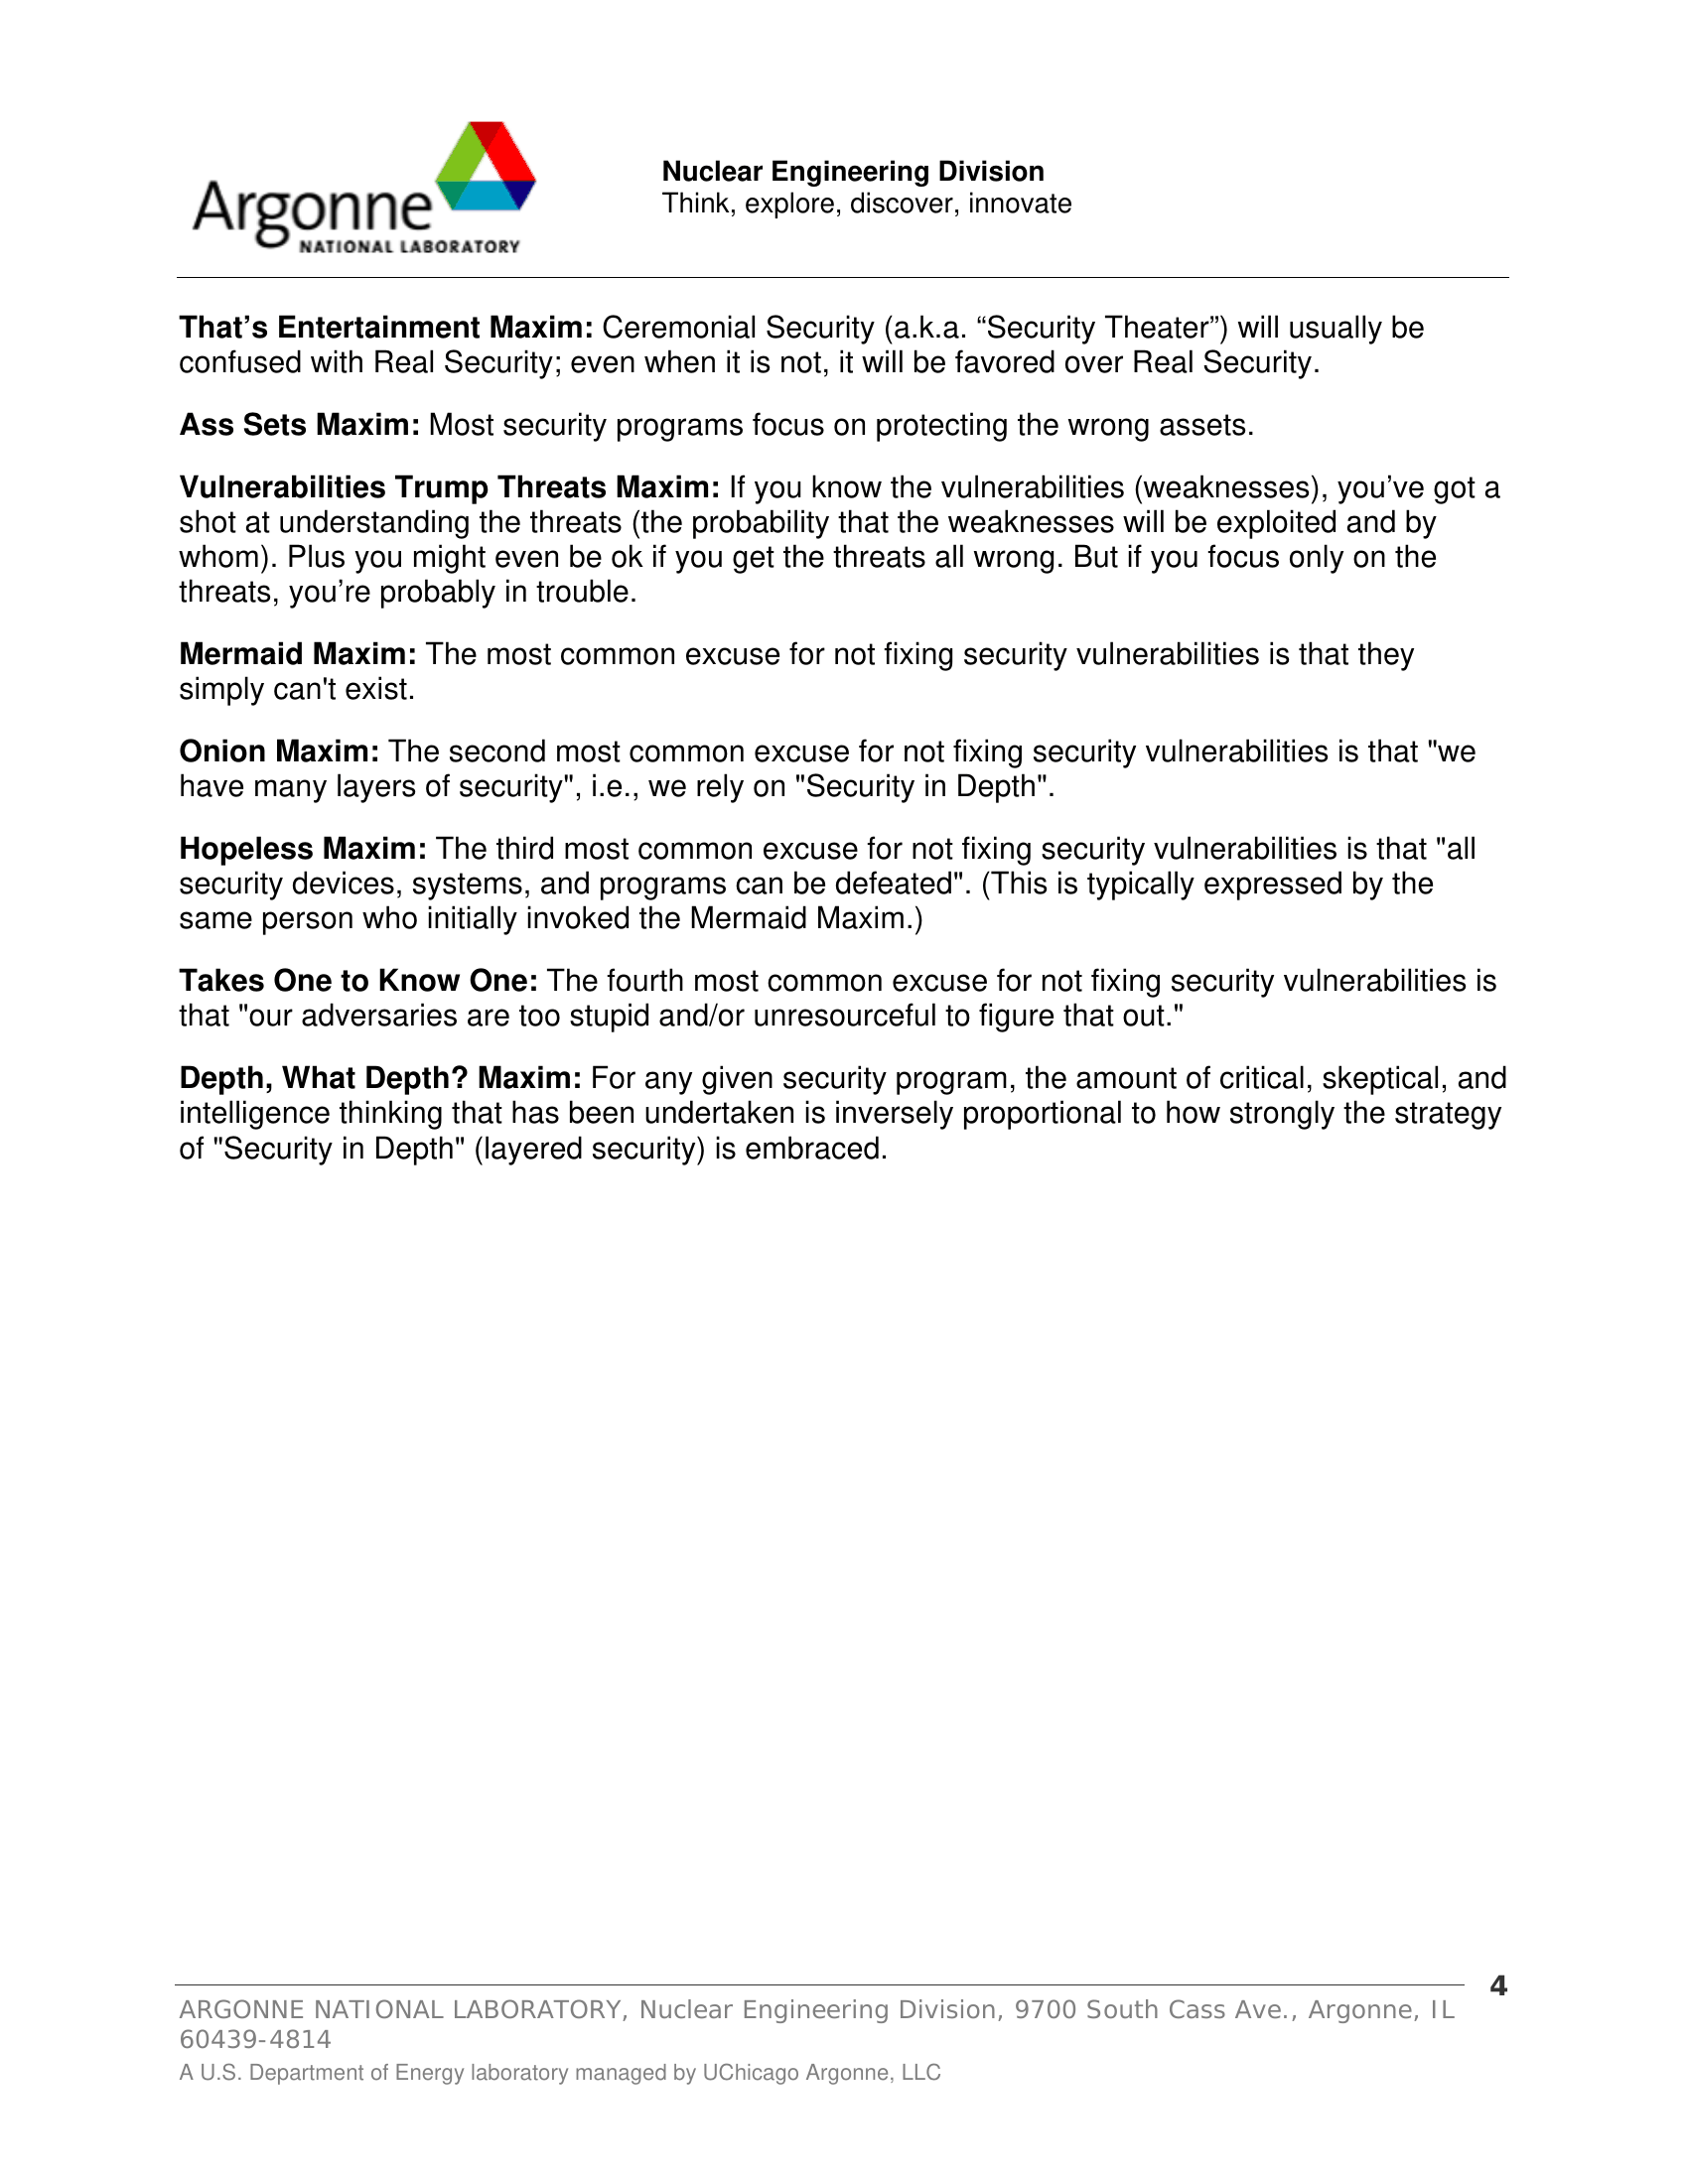 Argonne
NATIONAL LABORATORY
Nuclear Engineering Division
Think, explore, discover, innovate
That’s Entertainment Maxim: Ceremonial Security (a.k.a. “Security Theater”) will usually be
confused with Real Security; even when it is not, it will be favored over Real Security.
Ass Sets Maxim: Most security programs focus on protecting the wrong assets.
Vulnerabilities Trump Threats Maxim: If you know the vulnerabilities (weaknesses), you’ve got a
shot at understanding the threats (the probability that the weaknesses will be exploited and by
whom). Plus you might even be ok if you get the threats all wrong. But if you focus only on the
threats, you’re probably in trouble.
Mermaid Maxim: The most common excuse for not fixing security vulnerabilities is that they
simply can't exist.
Onion Maxim: The second most common excuse for not fixing security vulnerabilities is that "we
have many layers of security", i.e., we rely on "Security in Depth".
Hopeless Maxim: The third most common excuse for not fixing security vulnerabilities is that "all
security devices, systems, and programs can be defeated". (This is typically expressed by the
same person who initially invoked the Mermaid Maxim.)
Takes One to Know One: The fourth most common excuse for not fixing security vulnerabilities is
that "our adversaries are too stupid and/or unresourceful to figure that out."
Depth, What Depth? Maxim: For any given security program, the amount of critical, skeptical, and
intelligence thinking that has been undertaken is inversely proportional to how strongly the strategy
of "Security in Depth" (layered security) is embraced.
4
ARGONNE NATIONAL LABORATORY, Nuclear Engineering Division, 9700 South Cass Ave., Argonne, IL
60439-4814
A U.S. Department of Energy laboratory managed by UChicago Argonne, LLC